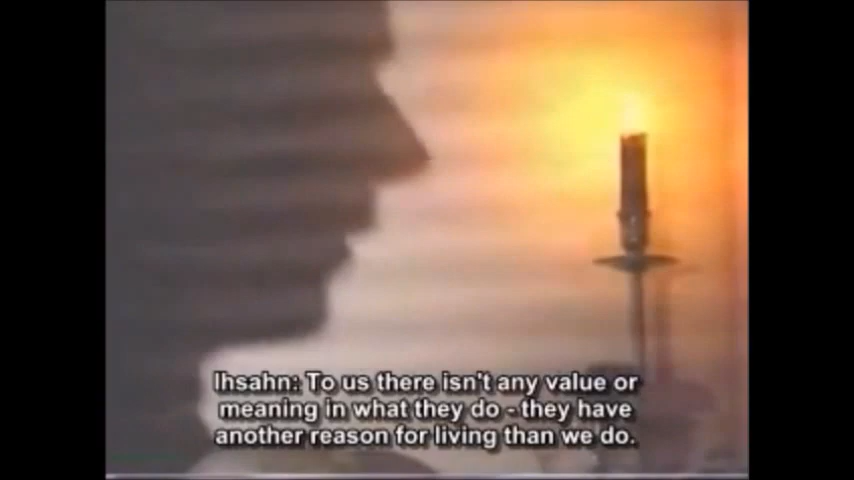 Ihsahn: To us there isn't any value or
meaning in what they do - they have
another reason for living than we do.